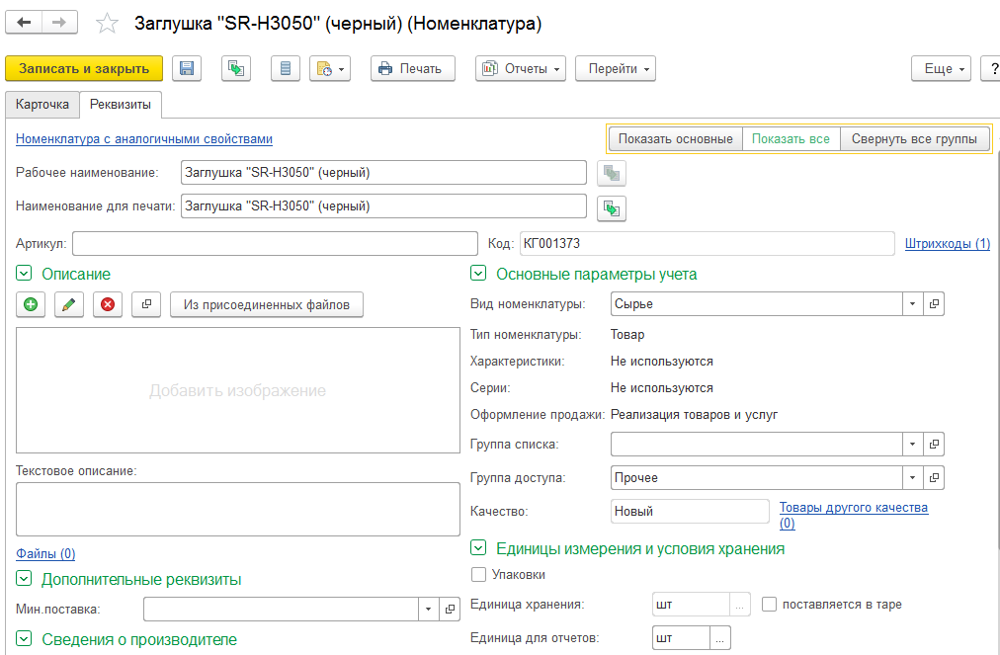 Заглушка "SR-H3050" (черный) (Номенклатура)
Записать и закрыть
Печать
Отчеты
Перейти
Еще
?
Карточка
Реквизиты
Номенклатура с аналогичными свойствами
Показать основные
Показать все
Свернуть все группы
Рабочее наименование: Заглушка "SR-H3050" (черный)
Наименование для печати: Заглушка "SR-H3050" (черный)
Артикул:
Код: КГ001373
Штрихкоды (1)
Описание
Из присоединенных файлов
Добавить изображение
Текстовое описание:
Файлы (0)
Дополнительные реквизиты
Мин.поставка:
Сведения о производителе
Основные параметры учета
Вид номенклатуры: Сырье
Тип номенклатуры: Товар
Характеристики: Не используются
Серии: Не используются
Оформление продажи: Реализация товаров и услуг
Группа списка:
Группа доступа: Прочее
Качество: Новый
Товары другого качества
(0)
Единицы измерения и условия хранения
Упаковки
Единица хранения: шт ... поставляется в таре
Единица для отчетов: шт ...